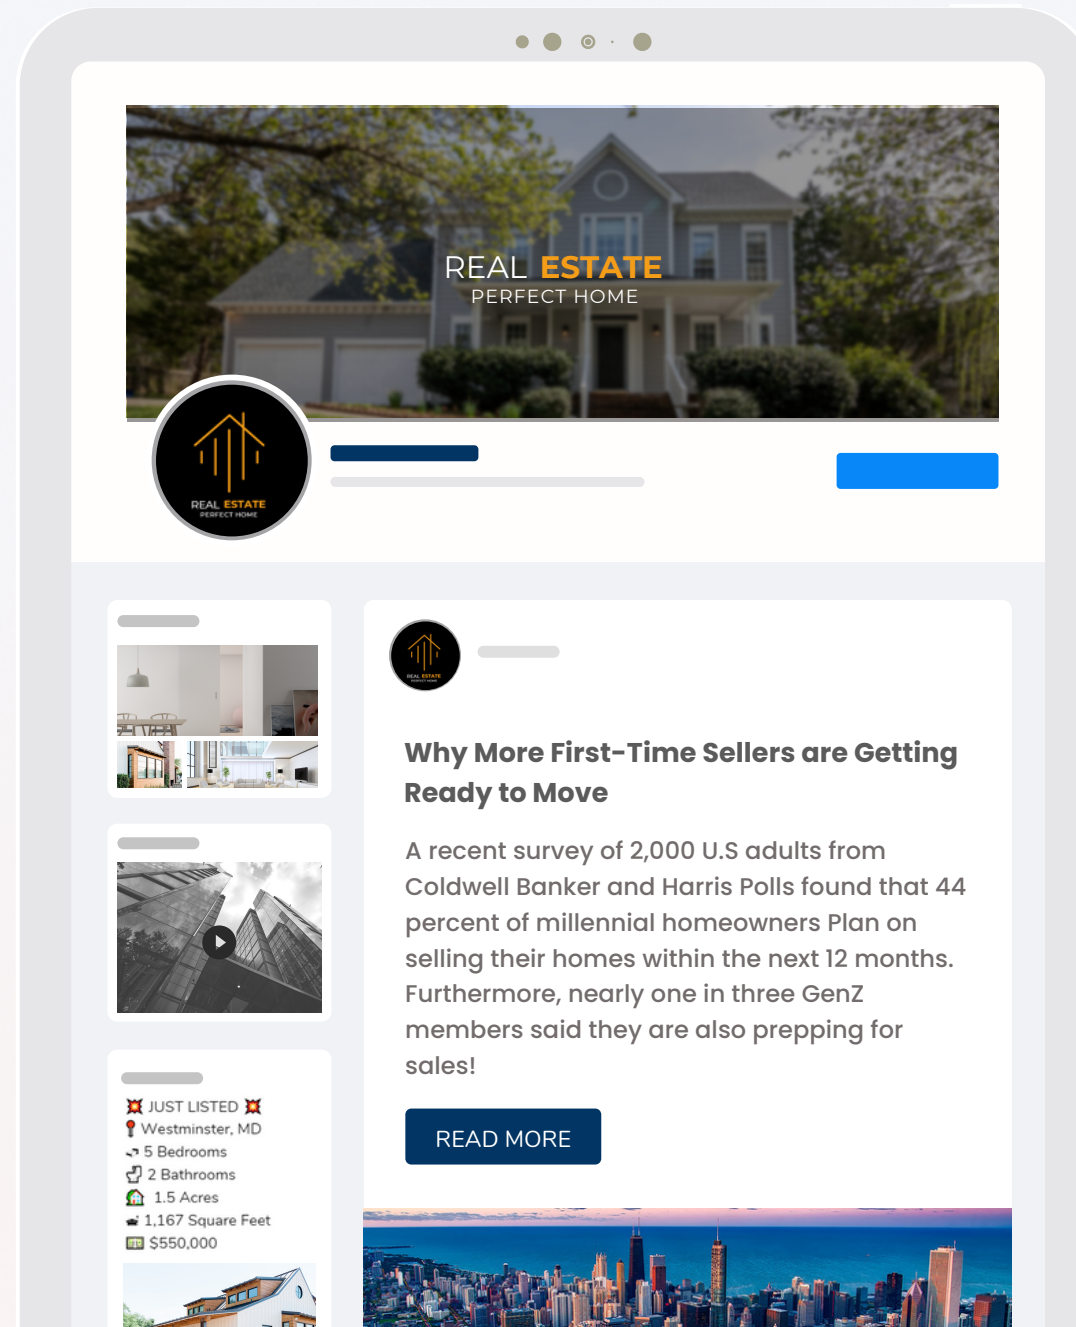 REAL ESTATE
PERFECT HOME
REAL ESTATE
PERFECT HOME
REAL ESTATE
PERFECT HOME
Why More First-Time Sellers are Getting
Ready to Move
A recent survey of 2,000 U.S adults from
Coldwell Banker and Harris Polls found that 44
percent of millennial homeowners Plan on
selling their homes within the next 12 months.
Furthermore, nearly one in three GenZ
members said they are also prepping for
sales!
READ MORE
💥 JUST LISTED 💥
📍 Westminster, MD
5 Bedrooms
🚽 2 Bathrooms
🏡 1.5 Acres
1,167 Square Feet
💵 $550,000